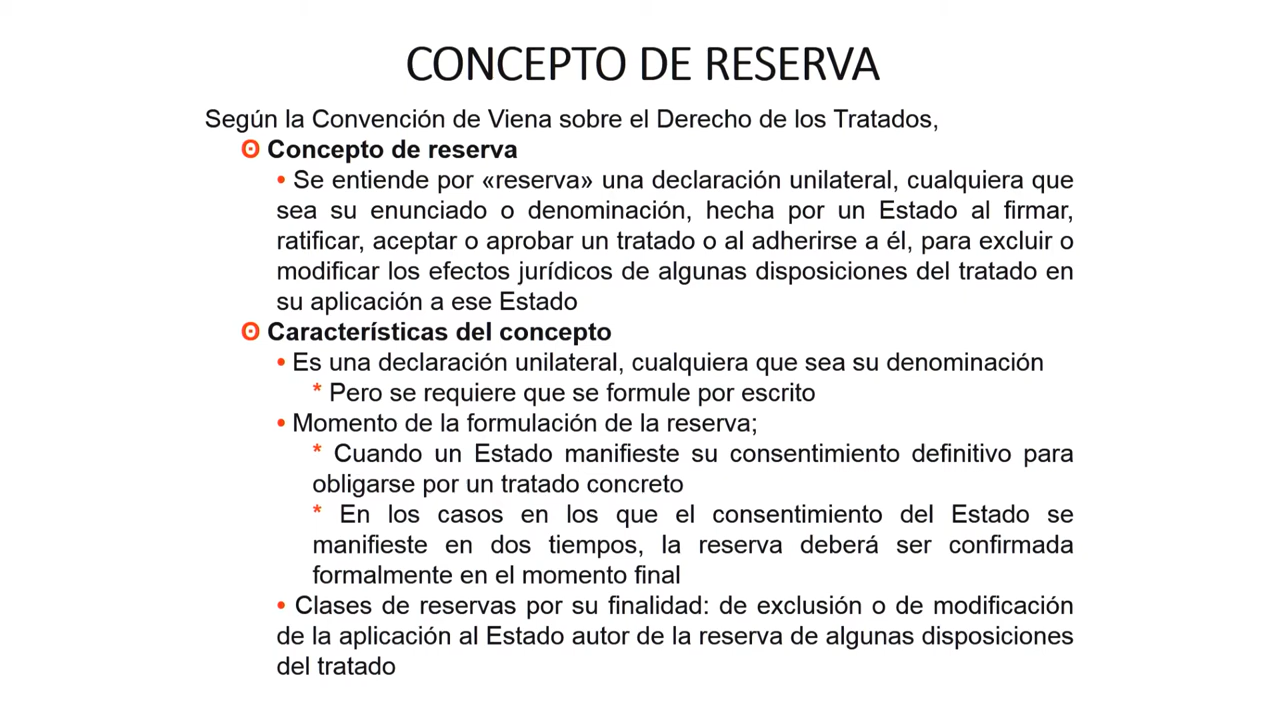 CONCEPTO DE RESERVA
Según la Convención de Viena sobre el Derecho de los Tratados,
ʘ Concepto de reserva
• Se entiende por «reserva» una declaración unilateral, cualquiera que
sea su enunciado o denominación, hecha por un Estado al firmar,
ratificar, aceptar o aprobar un tratado o al adherirse a él, para excluir o
modificar los efectos jurídicos de algunas disposiciones del tratado en
su aplicación a ese Estado
ʘ Características del concepto
• Es una declaración unilateral, cualquiera que sea su denominación
* Pero se requiere que se formule por escrito
• Momento de la formulación de la reserva;
* Cuando un Estado manifieste su consentimiento definitivo para
obligarse por un tratado concreto
* En los casos en los que el consentimiento del Estado se
manifieste en dos tiempos, la reserva deberá ser confirmada
formalmente en el momento final
• Clases de reservas por su finalidad: de exclusión o de modificación
de la aplicación al Estado autor de la reserva de algunas disposiciones
del tratado